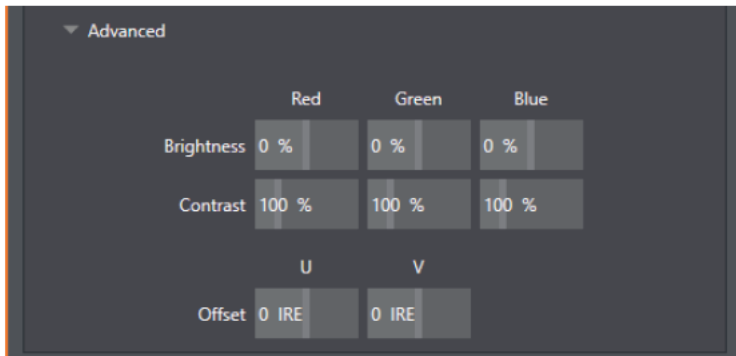 Advanced
Red Green Blue
Brightness 0 % 0 % 0 %
Contrast 100 % 100 % 100 %
U V
Offset 0 IRE 0 IRE